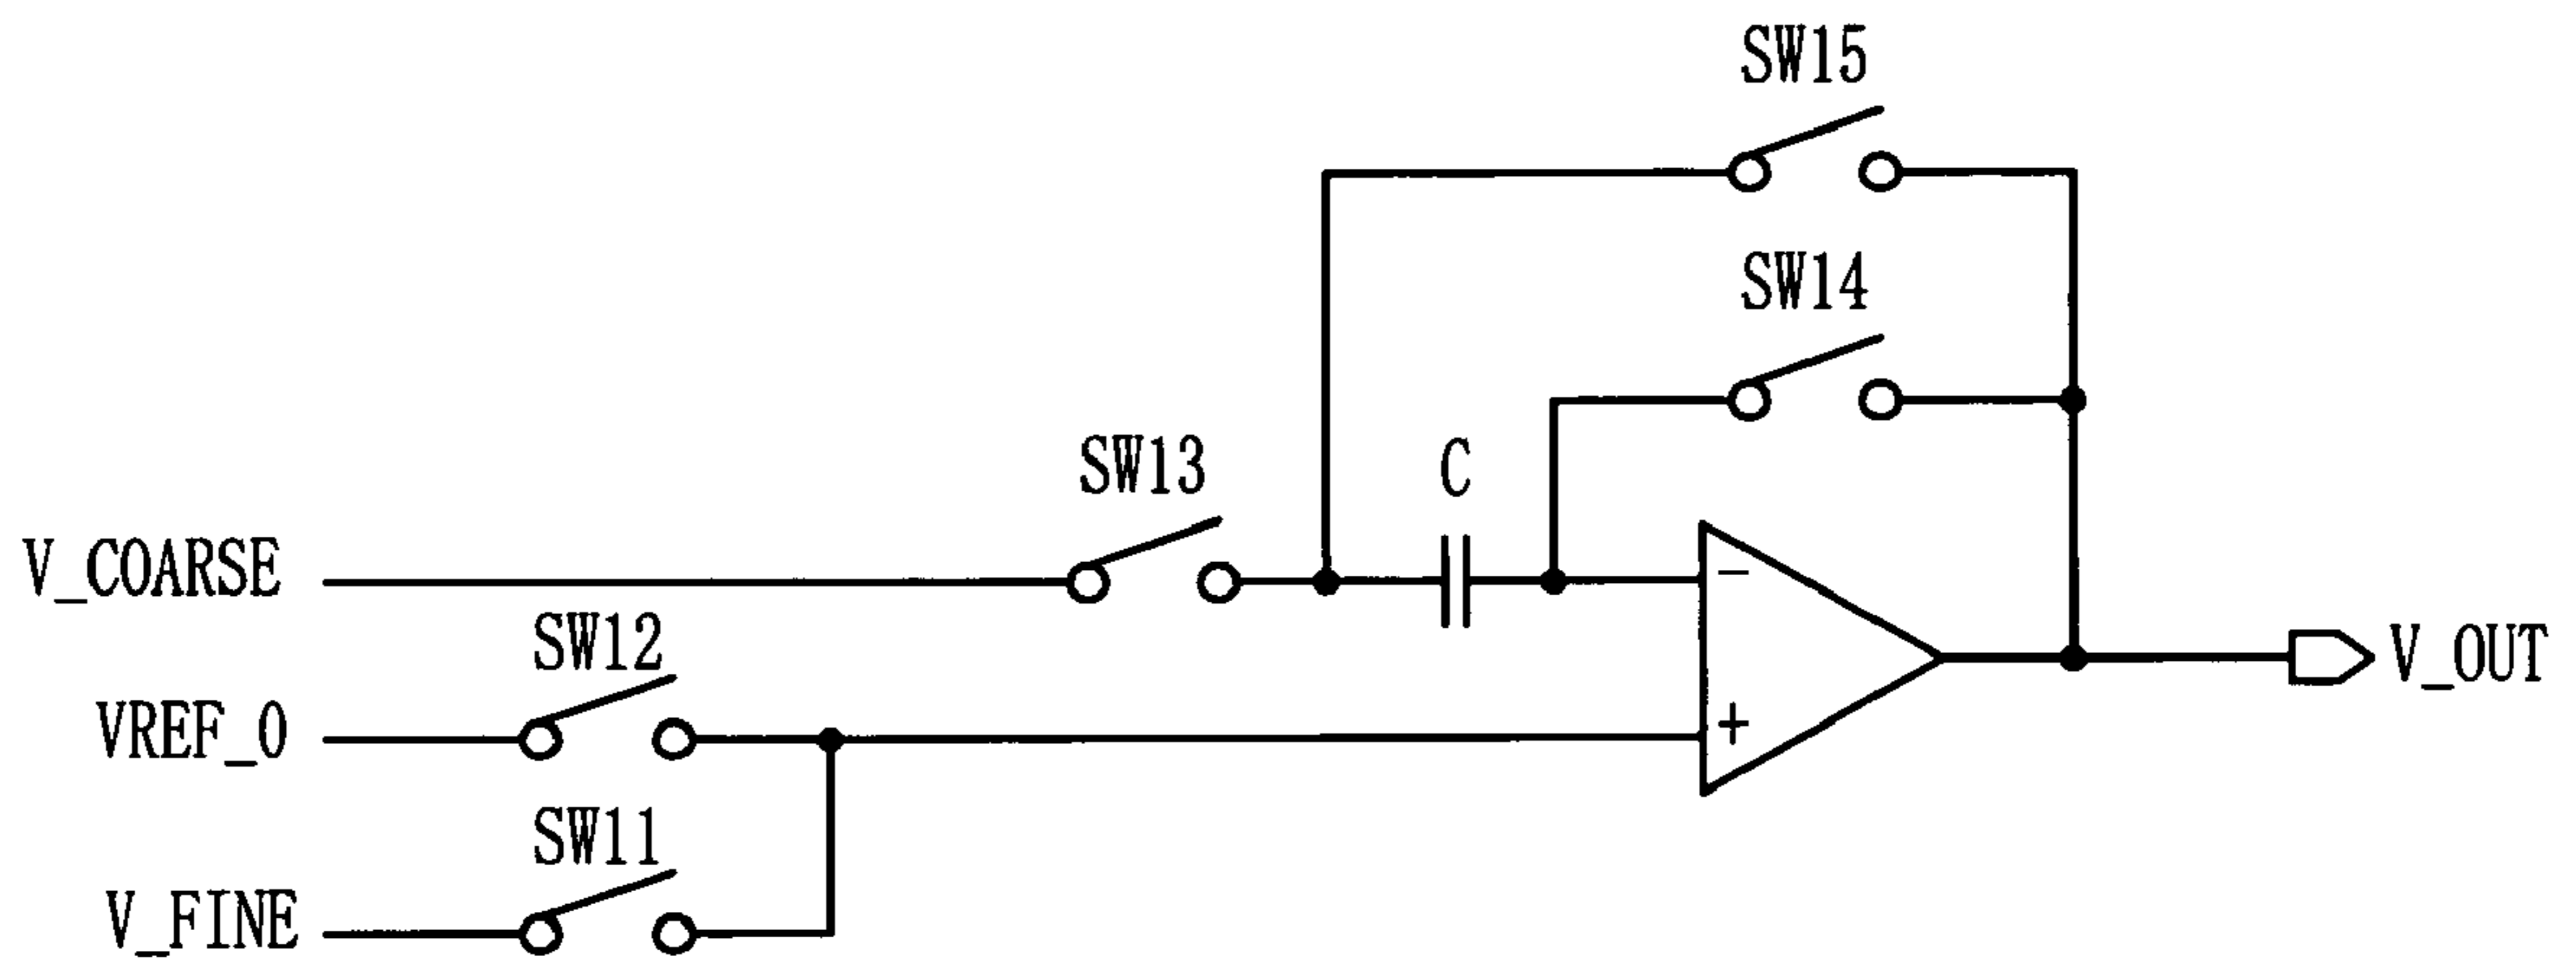 SW15
SW14
SW13
C
V_COARSE
SW12
VREF_0
SW11
V_FINE
−
+
V_OUT